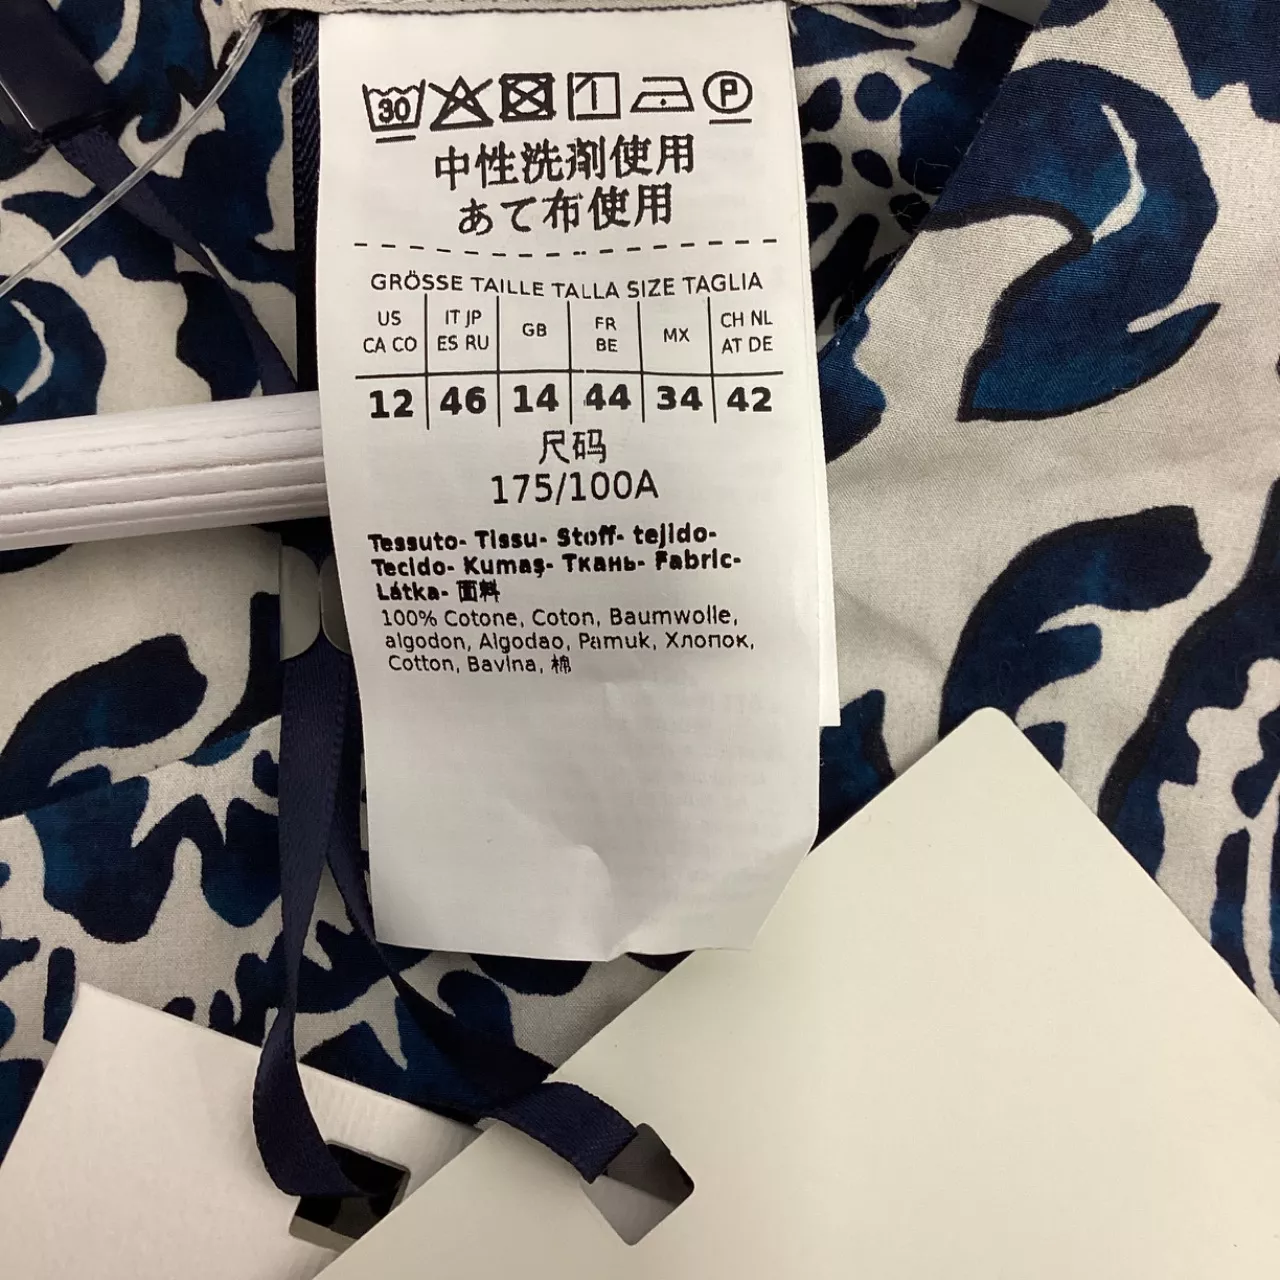 30 P
中性洗剤使用
あて布使用
GRÖSSE TAILLE TALLA SIZE TAGLIA
US CA CO IT JP ES RU GB FR BE MX CH NL AT DE
12 46 14 44 34 42
尺码
175/100A
Tessuto- Tissu- Stoff- tejido-
Tecido- Kumaş- Ткань- Fabric-
Látka- 面料
100% Cotone, Coton, Baumwolle,
algodon, Algodao, Pamuk, Хлопок,
Cotton, Bavlna, 棉